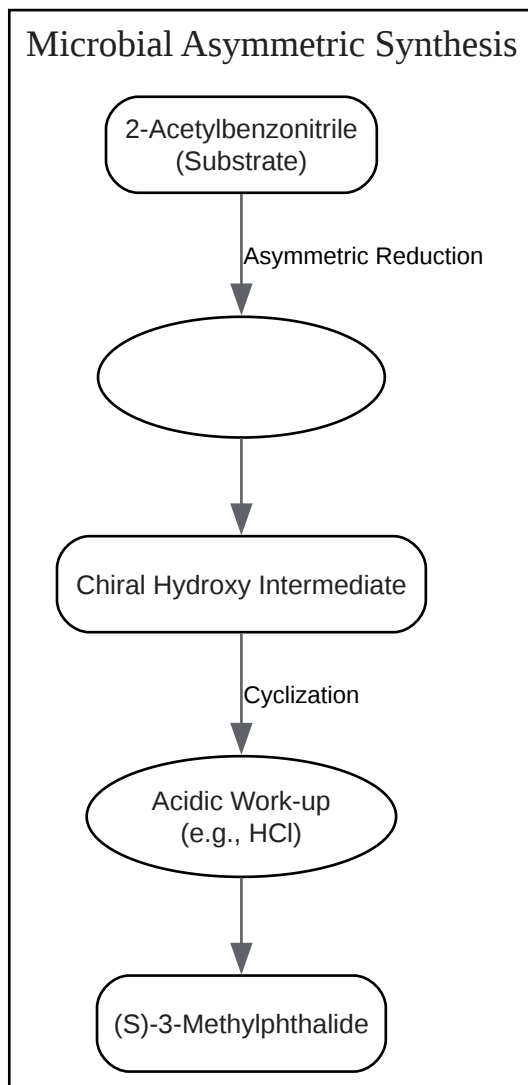 Microbial Asymmetric Synthesis
2-Acetylbenzonitrile
(Substrate)
Asymmetric Reduction
Chiral Hydroxy Intermediate
Cyclization
Acidic Work-up
(e.g., HCl)
(S)-3-Methylphthalide